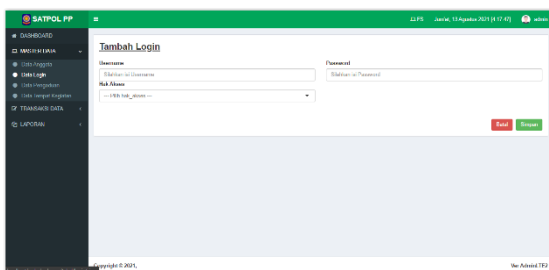 SATPOL PP
Jum'at, 13 Agustus 2021 [4:17:47]
admin
DASHBOARD
MASTER DATA
Data Anggota
Data Login
Data Pengaduan
Data Tempat Kegiatan
TRANSAKSI DATA
LAPORAN
Tambah Login
Username
Password
Silahkan isi Username
Silahkan isi Password
Hak Akses
--- Pilih hak_akses ---
Batal
Simpan
Copyright © 2021,